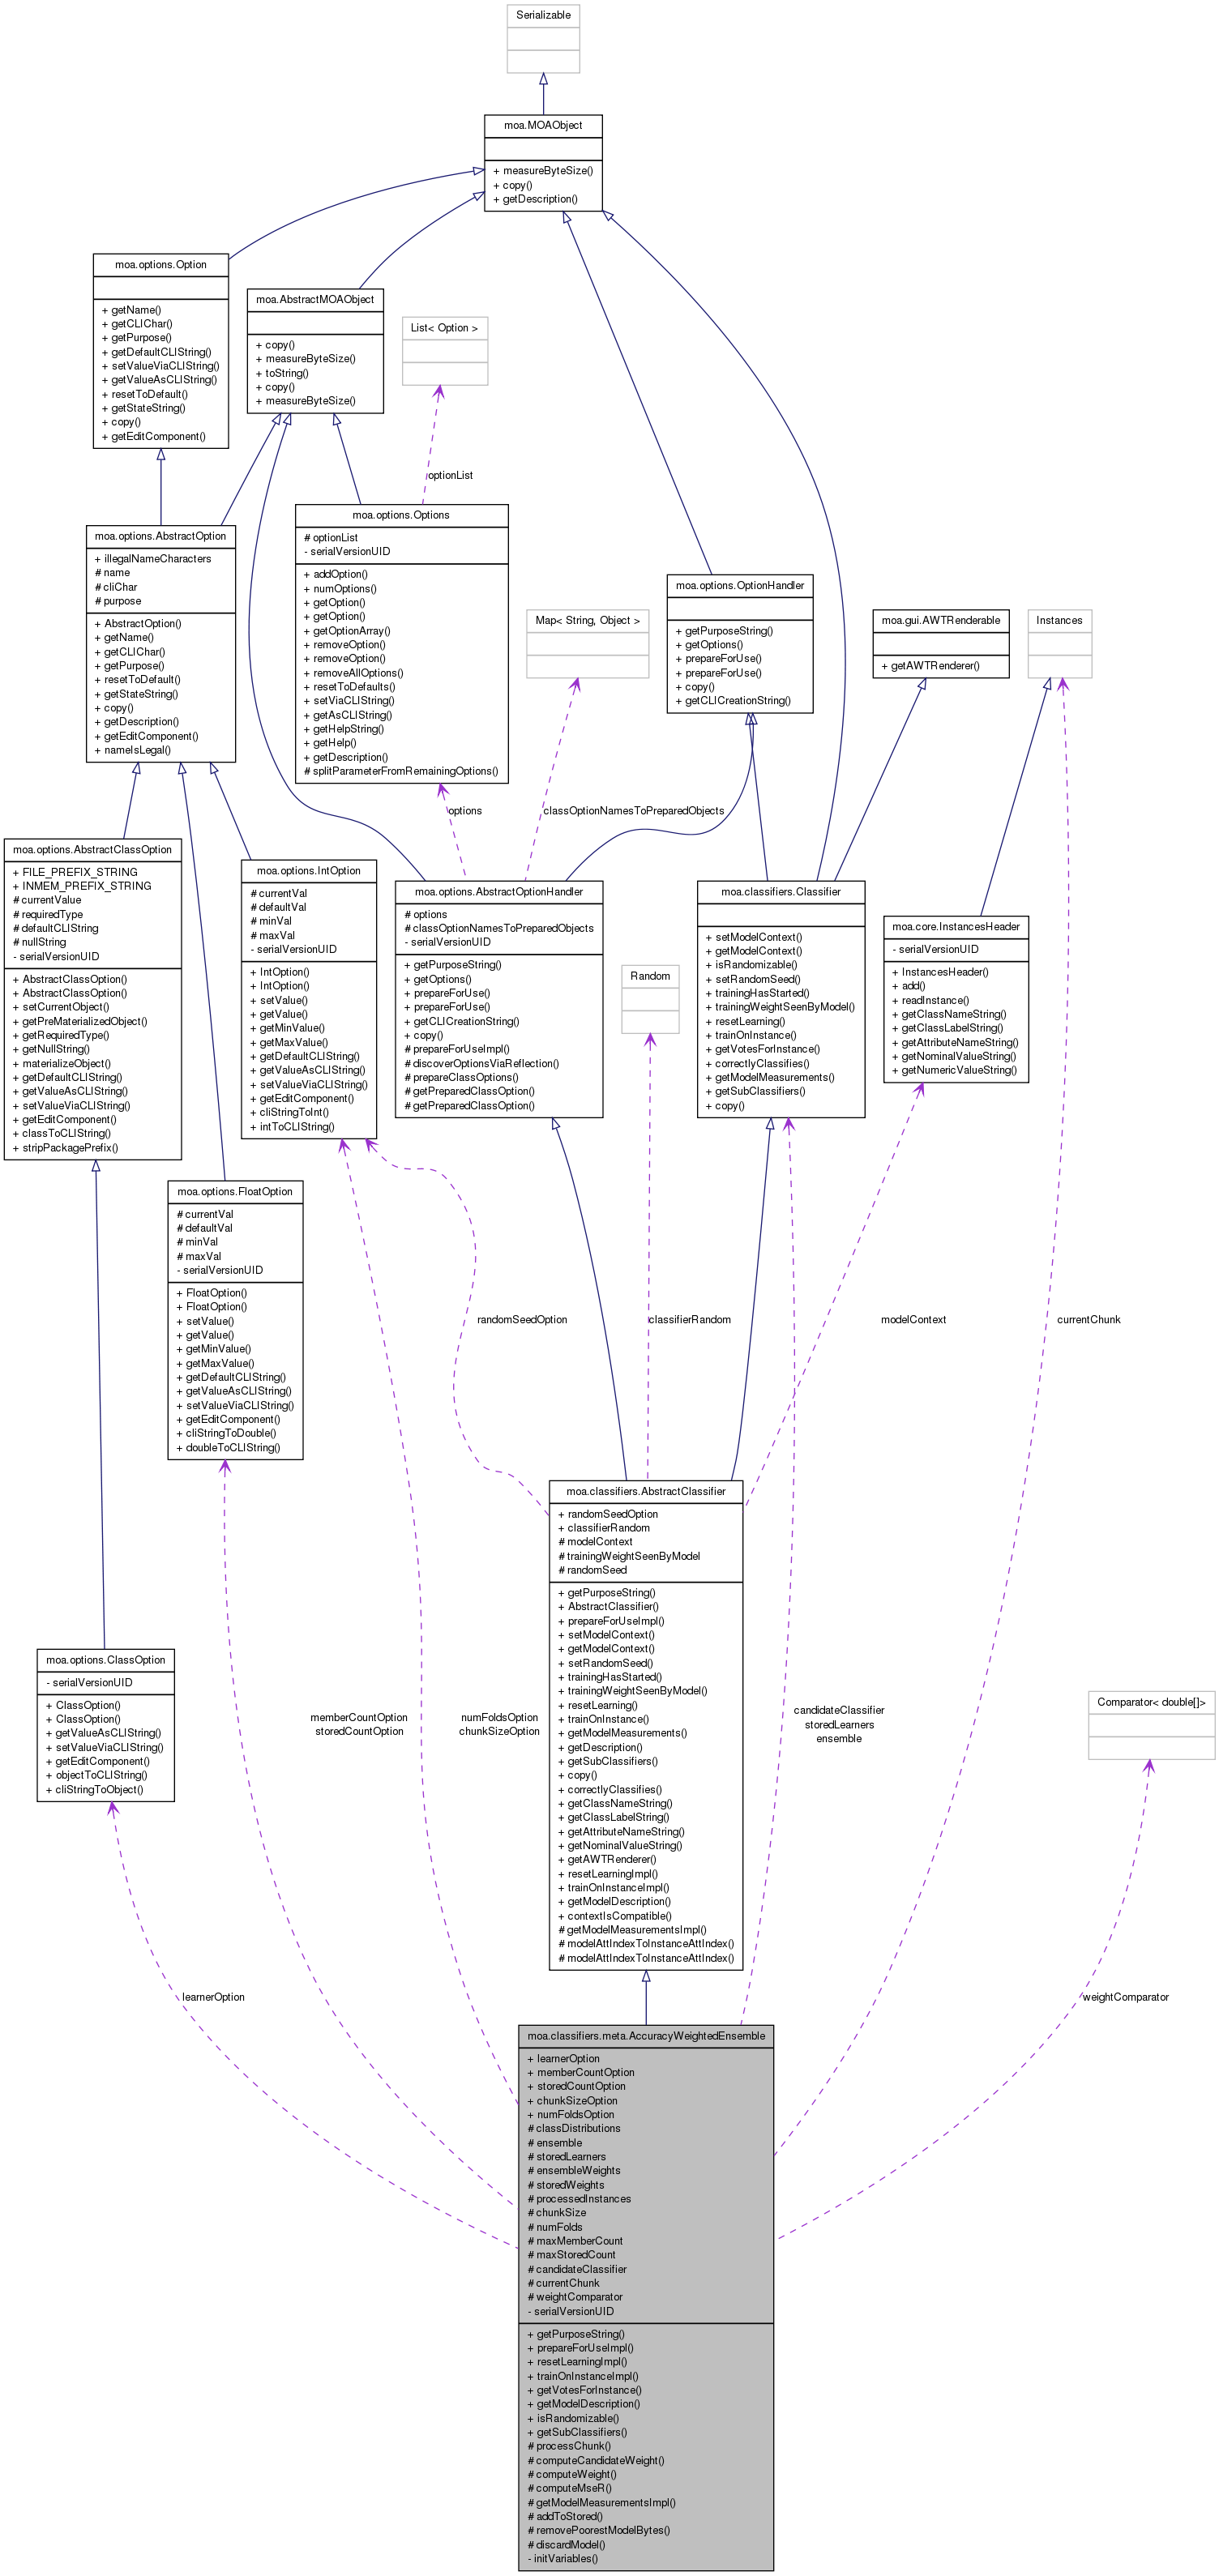 Serializable
moa.MOAObject
+ measureByteSize()
+ copy()
+ getDescription()
moa.options.Option
+ getName()
+ getCLIChar()
+ getPurpose()
+ getDefaultCLIString()
+ setValueViaCLIString()
+ getValueAsCLIString()
+ resetToDefault()
+ getStateString()
+ copy()
+ getEditComponent()
moa.AbstractMOAObject
+ copy()
+ measureByteSize()
+ toString()
+ copy()
+ measureByteSize()
List< Option >
optionList
moa.options.Options
# optionList
- serialVersionUID
+ addOption()
+ numOptions()
+ getOption()
+ getOption()
+ getOptionArray()
+ removeOption()
+ removeOption()
+ removeAllOptions()
+ resetToDefaults()
+ setViaCLIString()
+ getAsCLIString()
+ getHelpString()
+ getHelp()
+ getDescription()
# splitParameterFromRemainingOptions()
moa.options.AbstractOption
+ illegalNameCharacters
# name
# cliChar
# purpose
+ AbstractOption()
+ getName()
+ getCLIChar()
+ getPurpose()
+ resetToDefault()
+ getStateString()
+ copy()
+ getDescription()
+ getEditComponent()
+ nameIsLegal()
moa.options.OptionHandler
+ getPurposeString()
+ getOptions()
+ prepareForUse()
+ prepareForUse()
+ copy()
+ getCLICreationString()
Map< String, Object >
moa.gui.AWTRenderable
+ getAWTRenderer()
Instances
options
classOptionNamesToPreparedObjects
moa.options.AbstractClassOption
+ FILE_PREFIX_STRING
+ INMEM_PREFIX_STRING
# currentValue
# requiredType
# defaultCLIString
# nullString
- serialVersionUID
+ AbstractClassOption()
+ AbstractClassOption()
+ setCurrentObject()
+ getPreMaterializedObject()
+ getRequiredType()
+ getNullString()
+ materializeObject()
+ getDefaultCLIString()
+ getValueAsCLIString()
+ setValueViaCLIString()
+ getEditComponent()
+ classToCLIString()
+ stripPackagePrefix()
moa.options.IntOption
# currentVal
# defaultVal
# minVal
# maxVal
- serialVersionUID
+ IntOption()
+ IntOption()
+ setValue()
+ getValue()
+ getMinValue()
+ getMaxValue()
+ getDefaultCLIString()
+ getValueAsCLIString()
+ setValueViaCLIString()
+ getEditComponent()
+ cliStringToInt()
+ intToCLIString()
moa.options.AbstractOptionHandler
# options
# classOptionNamesToPreparedObjects
- serialVersionUID
+ getPurposeString()
+ getOptions()
+ prepareForUse()
+ prepareForUse()
+ getCLICreationString()
+ copy()
# prepareForUseImpl()
# discoverOptionsViaReflection()
# prepareClassOptions()
# getPreparedClassOption()
# getPreparedClassOption()
Random
moa.classifiers.Classifier
+ setModelContext()
+ getModelContext()
+ isRandomizable()
+ setRandomSeed()
+ trainingHasStarted()
+ trainingWeightSeenByModel()
+ resetLearning()
+ trainOnInstance()
+ getVotesForInstance()
+ correctlyClassifies()
+ getModelMeasurements()
+ getSubClassifiers()
+ copy()
moa.core.InstancesHeader
- serialVersionUID
+ InstancesHeader()
+ add()
+ readInstance()
+ getClassNameString()
+ getClassLabelString()
+ getAttributeNameString()
+ getNominalValueString()
+ getNumericValueString()
moa.options.FloatOption
# currentVal
# defaultVal
# minVal
# maxVal
- serialVersionUID
+ FloatOption()
+ FloatOption()
+ setValue()
+ getValue()
+ getMinValue()
+ getMaxValue()
+ getDefaultCLIString()
+ getValueAsCLIString()
+ setValueViaCLIString()
+ getEditComponent()
+ cliStringToDouble()
+ doubleToCLIString()
randomSeedOption
classifierRandom
modelContext
currentChunk
moa.classifiers.AbstractClassifier
+ randomSeedOption
+ classifierRandom
# modelContext
# trainingWeightSeenByModel
# randomSeed
+ getPurposeString()
+ AbstractClassifier()
+ prepareForUseImpl()
+ setModelContext()
+ getModelContext()
+ setRandomSeed()
+ trainingHasStarted()
+ trainingWeightSeenByModel()
+ resetLearning()
+ trainOnInstance()
+ getModelMeasurements()
+ getDescription()
+ getSubClassifiers()
+ copy()
+ correctlyClassifies()
+ getClassNameString()
+ getClassLabelString()
+ getAttributeNameString()
+ getNominalValueString()
+ getAWTRenderer()
+ resetLearningImpl()
+ trainOnInstanceImpl()
+ getModelDescription()
+ contextIsCompatible()
# getModelMeasurementsImpl()
# modelAttIndexToInstanceAttIndex()
# modelAttIndexToInstanceAttIndex()
moa.options.ClassOption
- serialVersionUID
+ ClassOption()
+ ClassOption()
+ getValueAsCLIString()
+ setValueViaCLIString()
+ getEditComponent()
+ objectToCLIString()
+ cliStringToObject()
memberCountOption
storedCountOption
numFoldsOption
chunkSizeOption
candidateClassifier
storedLearners
ensemble
Comparator< double[]>
learnerOption
weightComparator
moa.classifiers.meta.AccuracyWeightedEnsemble
+ learnerOption
+ memberCountOption
+ storedCountOption
+ chunkSizeOption
+ numFoldsOption
# classDistributions
# ensemble
# storedLearners
# ensembleWeights
# storedWeights
# processedInstances
# chunkSize
# numFolds
# maxMemberCount
# maxStoredCount
# candidateClassifier
# currentChunk
# weightComparator
- serialVersionUID
+ getPurposeString()
+ prepareForUseImpl()
+ resetLearningImpl()
+ trainOnInstanceImpl()
+ getVotesForInstance()
+ getModelDescription()
+ isRandomizable()
+ getSubClassifiers()
# processChunk()
# computeCandidateWeight()
# computeWeight()
# computeMseR()
# getModelMeasurementsImpl()
# addToStored()
# removePoorestModelBytes()
# discardModel()
- initVariables()